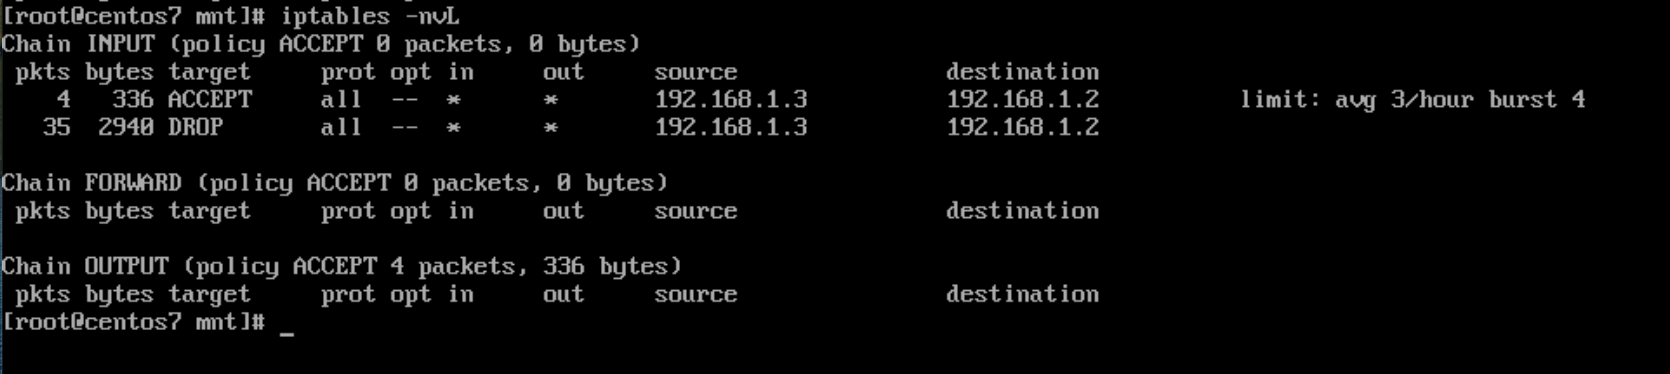 [root@centos7 mnt]# iptables -nvL
Chain INPUT (policy ACCEPT 0 packets, 0 bytes)
 pkts bytes target     prot opt in     out     source               destination
    4   336 ACCEPT     all  --  *      *       192.168.1.3          192.168.1.2          limit: avg 3/hour burst 4
   35  2940 DROP       all  --  *      *       192.168.1.3          192.168.1.2
Chain FORWARD (policy ACCEPT 0 packets, 0 bytes)
 pkts bytes target     prot opt in     out     source               destination
Chain OUTPUT (policy ACCEPT 4 packets, 336 bytes)
 pkts bytes target     prot opt in     out     source               destination
[root@centos7 mnt]# _